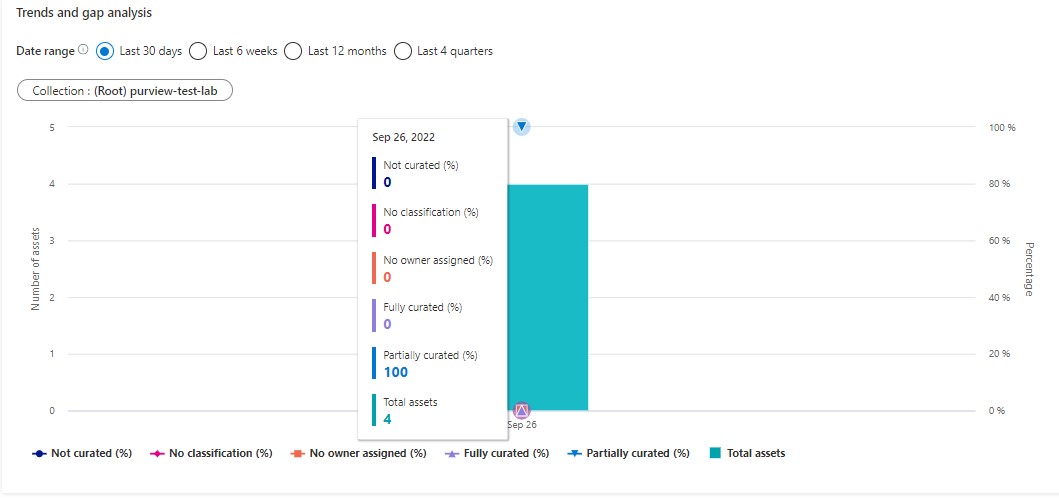 Trends and gap analysis
Date range Last 30 days Last 6 weeks Last 12 months Last 4 quarters
Collection : (Root) purview-test-lab
Number of assets
5
4
3
2
1
0
Sep 26, 2022
Not curated (%)
0
No classification (%)
0
No owner assigned (%)
0
Fully curated (%)
0
Partially curated (%)
100
Total assets
4
Sep 26
100 %
80 %
60 %
40 %
20 %
0 %
Percentage
Not curated (%) No classification (%) No owner assigned (%) Fully curated (%) Partially curated (%) Total assets